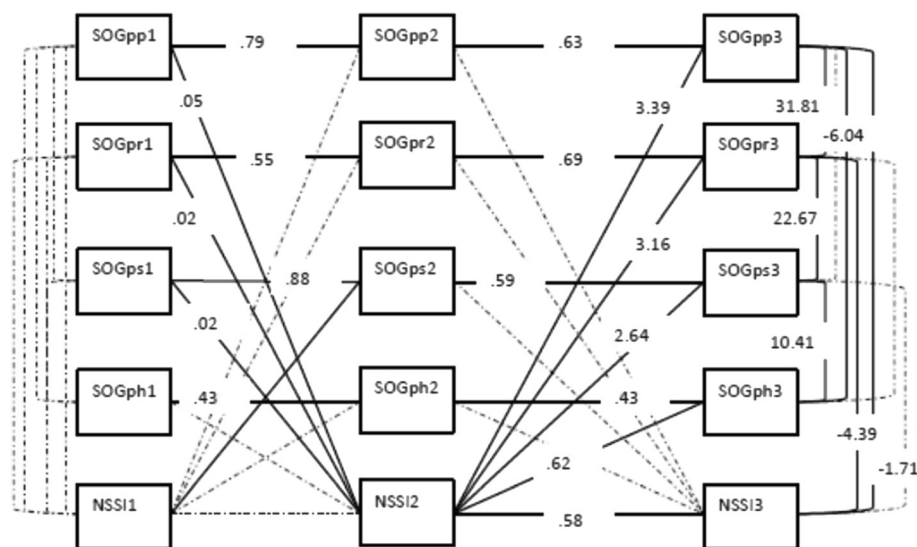 SOGpp1 .79 SOGpp2 .63 SOGpp3
.05 3.39 31.81
-6.04
SOGpr1 .55 SOGpr2 .69 SOGpr3
.02 3.16 22.67
SOGps1 .88 SOGps2 .59 SOGps3
.02 2.64 10.41
SOGph1 .43 SOGph2 .43 SOGph3
-4.39
.62 -1.71
NSSI1 NSSI2 .58 NSSI3